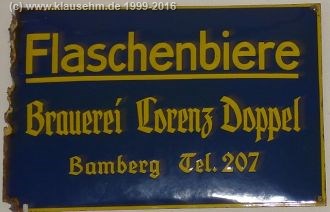 (c) www.klausehm.de 1999-2016
Flaschenbiere
Brauerei Lorenz Doppel
Bamberg Tel. 207